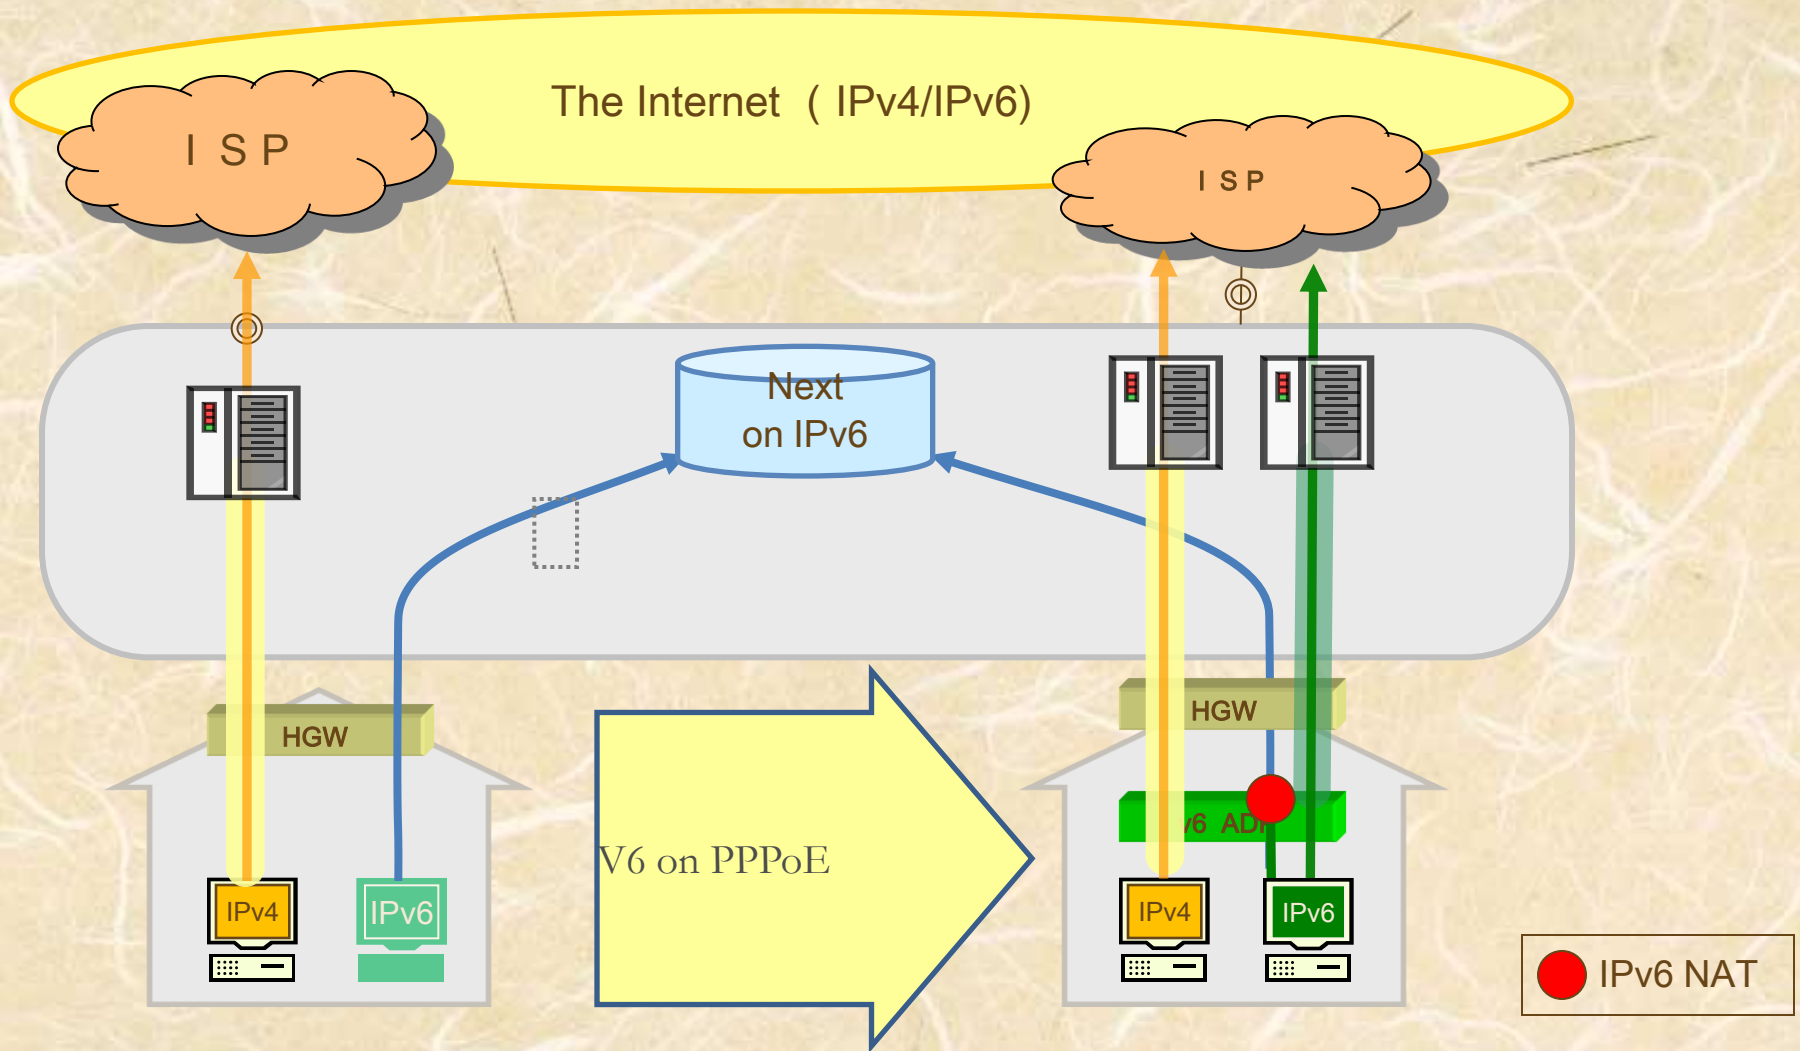 The Internet ( IPv4/IPv6)
I S P
I S P
Next
on IPv6
HGW
HGW
V6 on PPPoE
IPv4
IPv6
IPv4
IPv6
IPv6 NAT